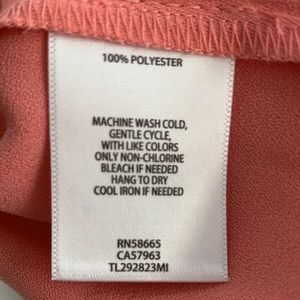 100% POLYESTER
MACHINE WASH COLD,
GENTLE CYCLE,
WITH LIKE COLORS
ONLY NON-CHLORINE
BLEACH IF NEEDED
HANG TO DRY
COOL IRON IF NEEDED
RN58665
CA57963
TL292823MI